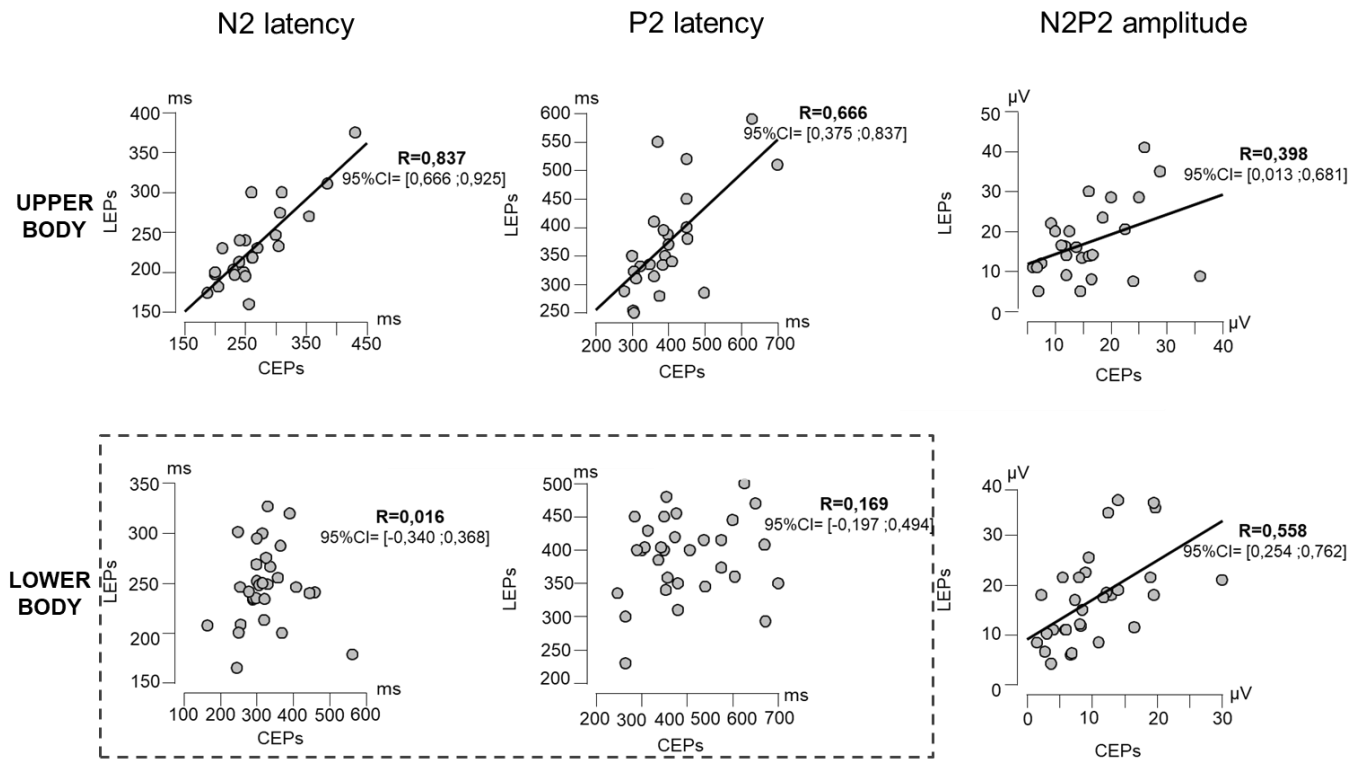 N2 latency
P2 latency
N2P2 amplitude
UPPER
BODY
ms
LEPs
400
350
300
250
200
150
R=0,837
95%CI= [0,666 ;0,925]
150
250
350
450
ms
CEPs
ms
LEPs
600
550
500
450
400
350
300
250
R=0,666
95%CI= [0,375 ;0,837]
200 300 400 500 600 700
ms
CEPs
µV
LEPs
50
40
30
20
10
0
R=0,398
95%CI= [0,013 ;0,681]
10
20
30
40
µV
CEPs
LOWER
BODY
ms
LEPs
350
300
250
200
150
R=0,016
95%CI= [-0,340 ;0,368]
100 200 300 400 500 600
ms
CEPs
ms
LEPs
500
450
400
350
300
250
200
R=0,169
95%CI= [-0,197 ;0,494]
200 300 400 500 600 700
ms
CEPs
µV
LEPs
40
30
20
10
0
R=0,558
95%CI= [0,254 ;0,762]
0
10
20
30
µV
CEPs